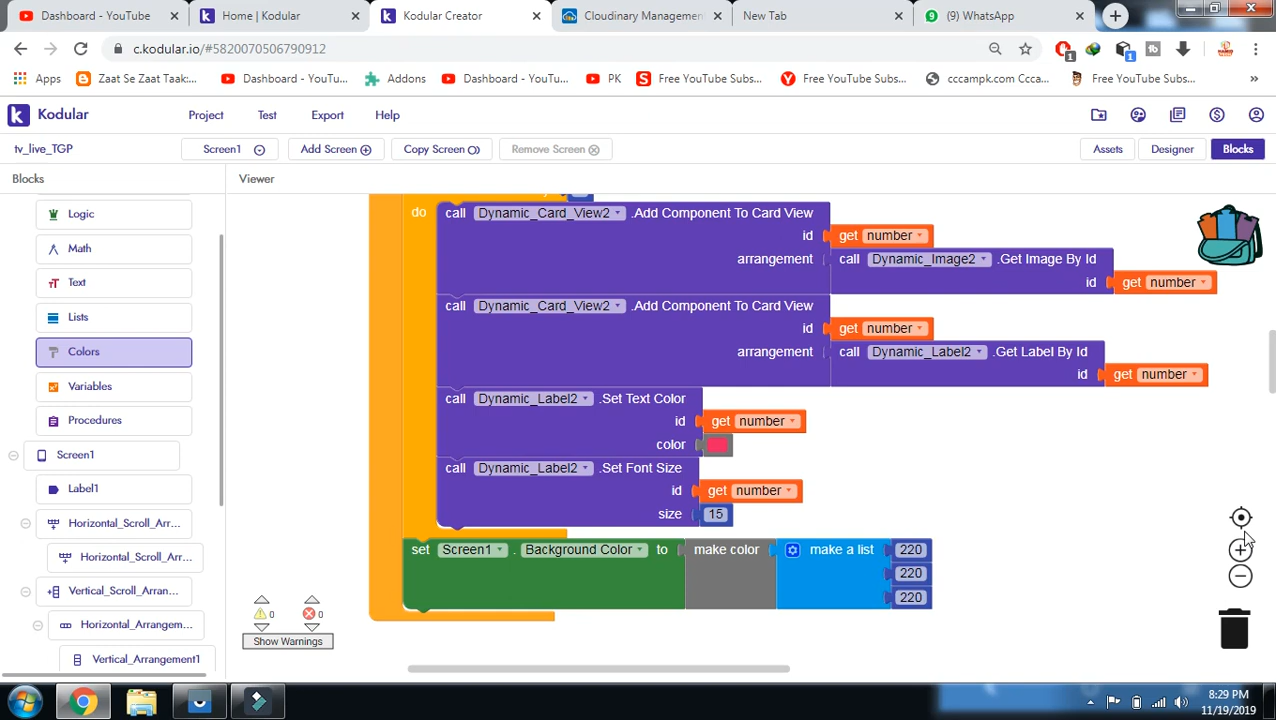 Dashboard - YouTube
Home | Kodular
Kodular Creator
Cloudinary Management
New Tab
(9) WhatsApp
c.kodular.io/#5820070506790912
1
1
Apps
Zaat Se Zaat Taak:...
Dashboard - YouTu...
Addons
Dashboard - YouTu...
PK
Free YouTube Subs...
Free YouTube Subs...
cccampk.com Ccca...
Free YouTube Subs...
Kodular
Project
Test
Export
Help
tv_live_TGP
Screen1
Add Screen
Copy Screen
Remove Screen
Assets
Designer
Blocks
Blocks
Viewer
Logic
Math
Text
Lists
Colors
Variables
Procedures
Screen1
Label1
Horizontal_Scroll_Arr...
Horizontal_Scroll_Arr...
Vertical_Scroll_Arran...
Horizontal_Arrangem...
Vertical_Arrangement1
do
call Dynamic_Card_View2 .Add Component To Card View
id get number
arrangement call Dynamic_Image2 .Get Image By Id
id get number
call Dynamic_Card_View2 .Add Component To Card View
id get number
arrangement call Dynamic_Label2 .Get Label By Id
id get number
call Dynamic_Label2 .Set Text Color
id get number
color
call Dynamic_Label2 .Set Font Size
id get number
size 15
set Screen1 . Background Color to make color make a list 220
220
220
0
0
Show Warnings
8:29 PM
11/19/2019